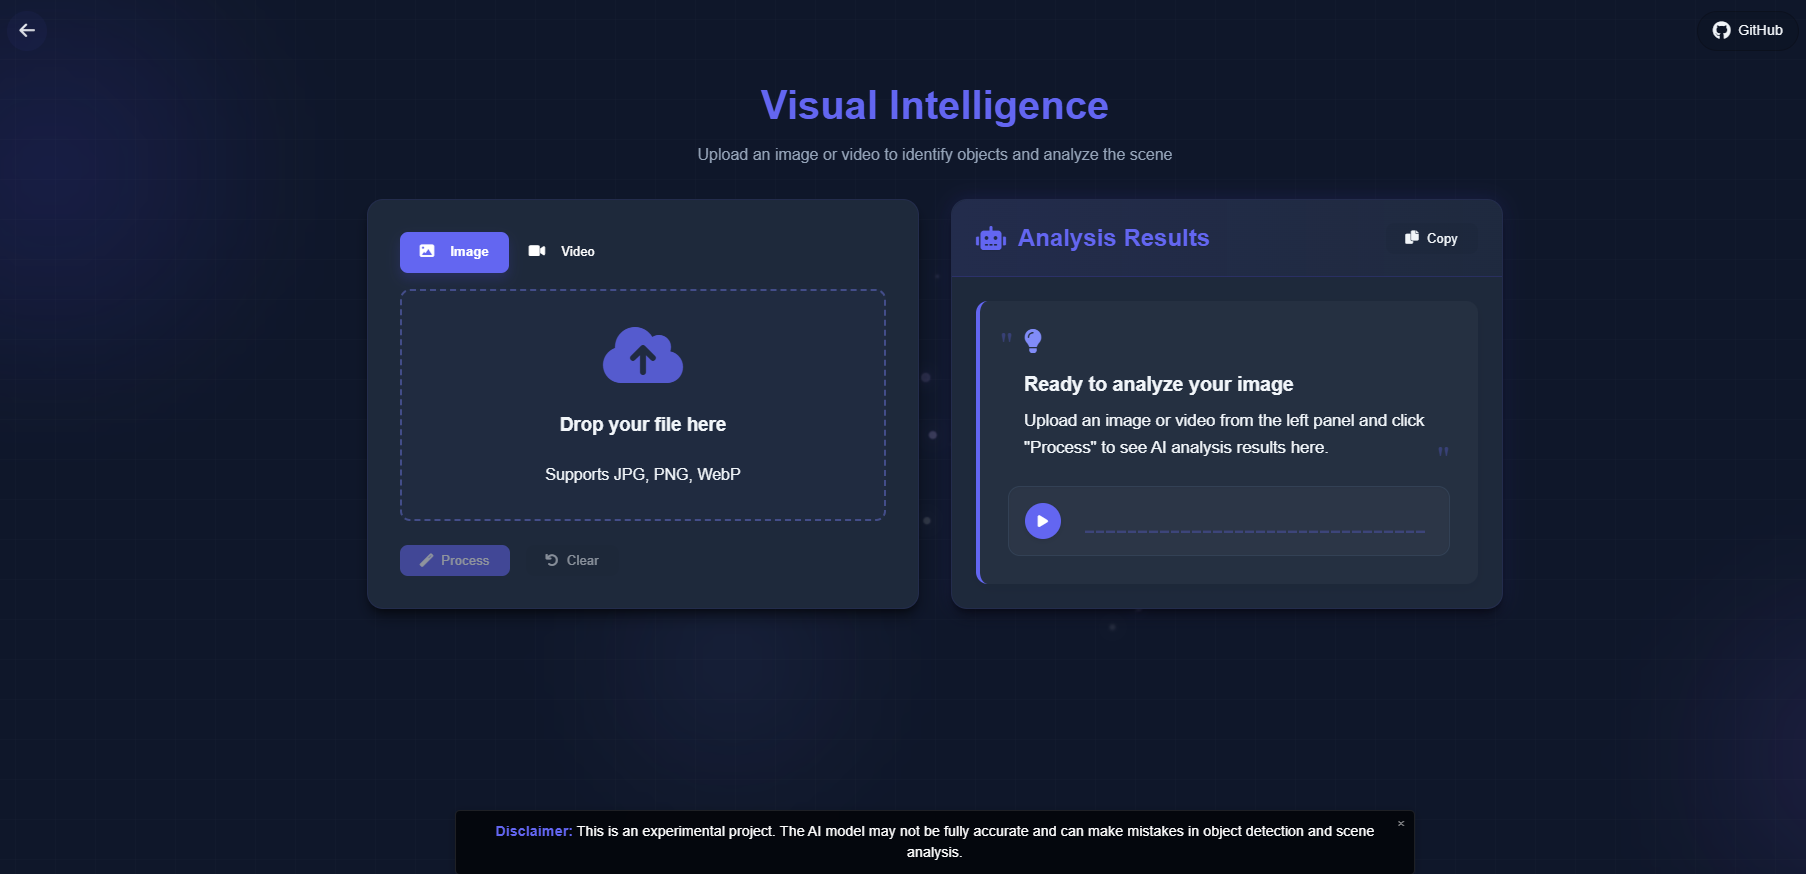 GitHub
Visual Intelligence
Upload an image or video to identify objects and analyze the scene
Image
Video
Drop your file here
Supports JPG, PNG, WebP
Process
Clear
Analysis Results
Copy
"
Ready to analyze your image
Upload an image or video from the left panel and click
"Process" to see AI analysis results here.
"
Disclaimer: This is an experimental project. The AI model may not be fully accurate and can make mistakes in object detection and scene
analysis.
×